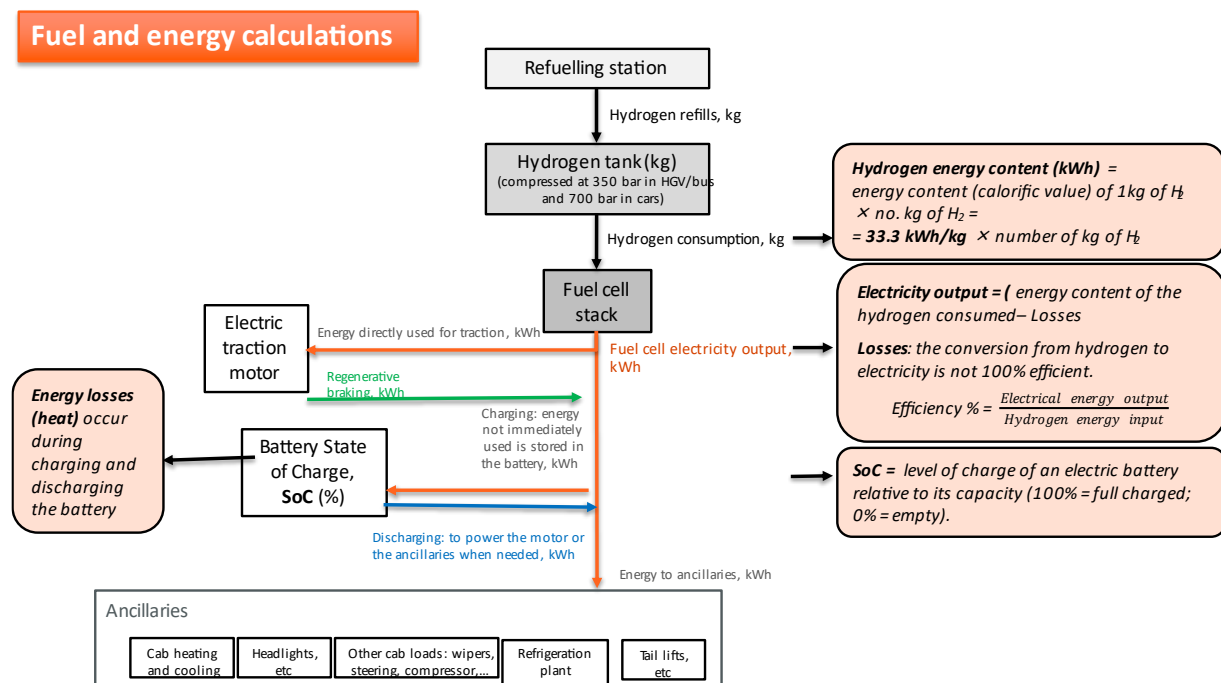 Fuel and energy calculations
Refuelling station
Hydrogen refills, kg
Hydrogen tank (kg)
(compressed at 350 bar in HGV/bus
and 700 bar in cars)
Hydrogen consumption, kg
Hydrogen energy content (kWh) =
energy content (calorific value) of 1kg of H2
× no. kg of H2 =
= 33.3 kWh/kg × number of kg of H2
Fuel cell
stack
Electric
traction
motor
Energy directly used for traction, kWh
Fuel cell electricity output,
kWh
Electricity output = ( energy content of the
hydrogen consumed– Losses
Losses: the conversion from hydrogen to
electricity is not 100% efficient.
Efficiency % = Electrical energy output
Hydrogen energy input
Regenerative
braking, kWh
Energy losses
(heat) occur
during
charging and
discharging
the battery
Charging: energy
not immediately
used is stored in
the battery, kWh
Battery State
of Charge,
SoC (%)
SoC = level of charge of an electric battery
relative to its capacity (100% = full charged;
0% = empty).
Discharging: to power the motor or
the ancillaries when needed, kWh
Energy to ancillaries, kWh
Ancillaries
Cab heating
and cooling
Headlights,
etc
Other cab loads: wipers,
steering, compressor,...
Refrigeration
plant
Tail lifts,
etc